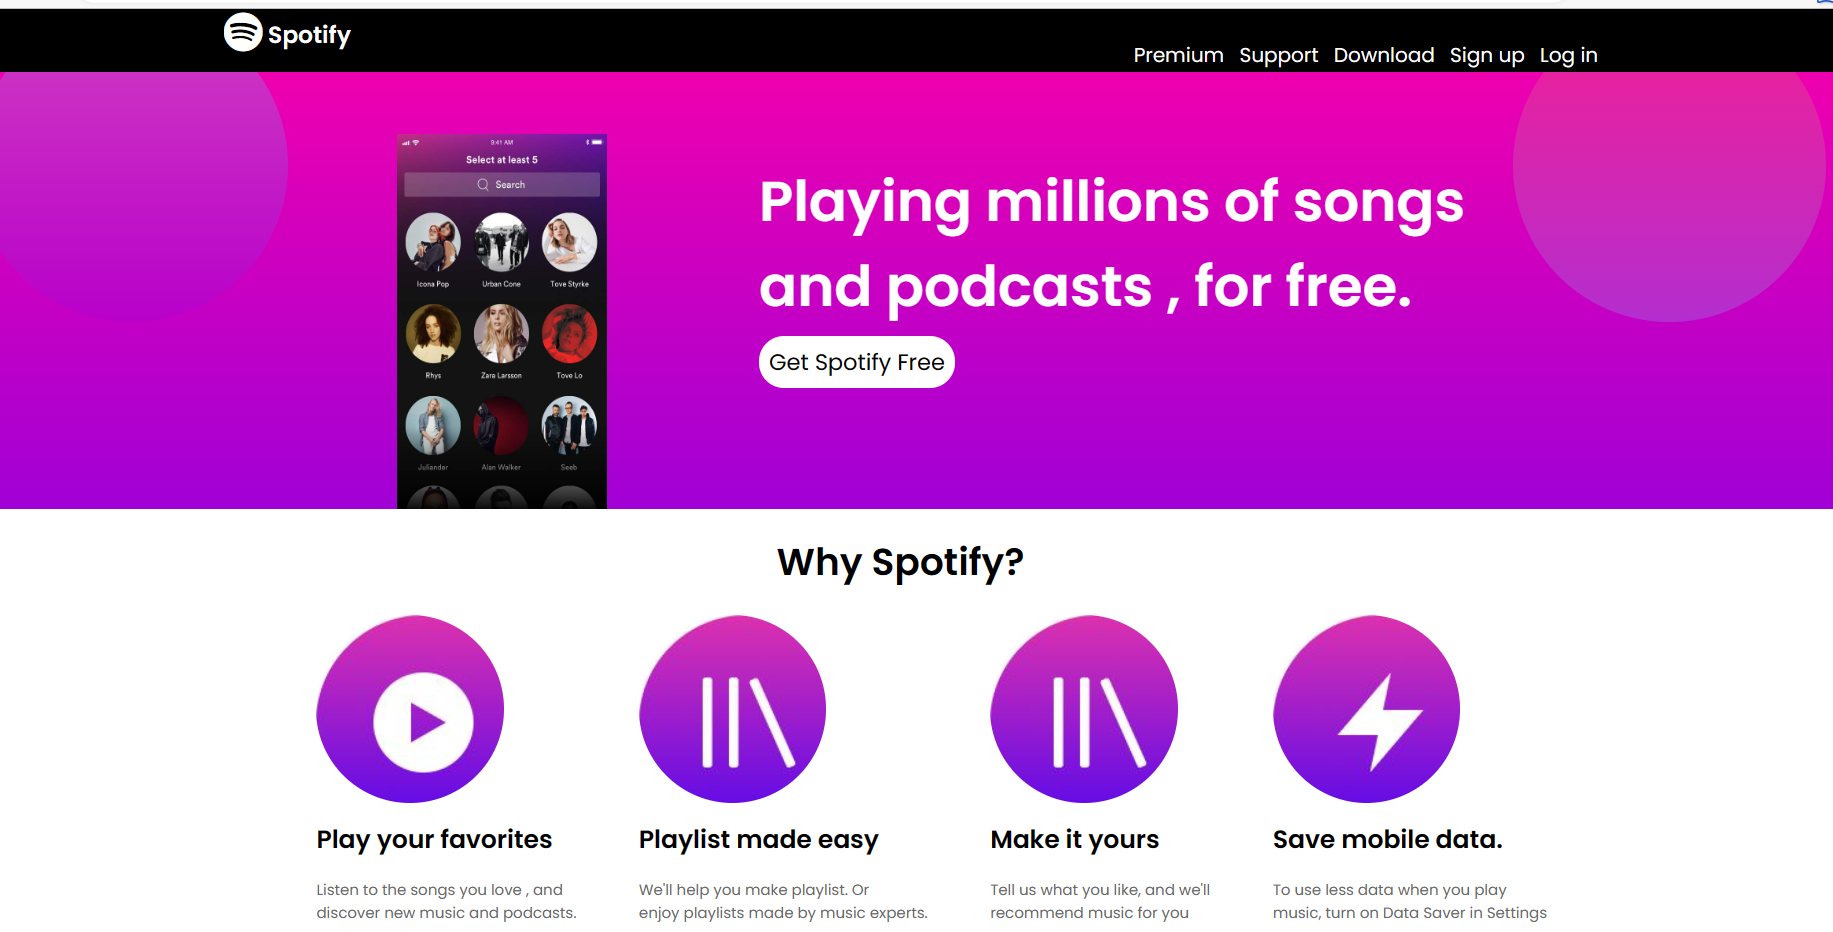 Spotify
Premium Support Download Sign up Log in
9:41 AM
Select at least 5
Search
Icona Pop Urban Cone Tove Styrke
Rhys Zara Larsson Tove Lo
Juliander Alan Walker Seeb
Playing millions of songs
and podcasts , for free.
Get Spotify Free
Why Spotify?
Play your favorites
Listen to the songs you love , and
discover new music and podcasts.
Playlist made easy
We'll help you make playlist. Or
enjoy playlists made by music experts.
Make it yours
Tell us what you like, and we'll
recommend music for you
Save mobile data.
To use less data when you play
music, turn on Data Saver in Settings